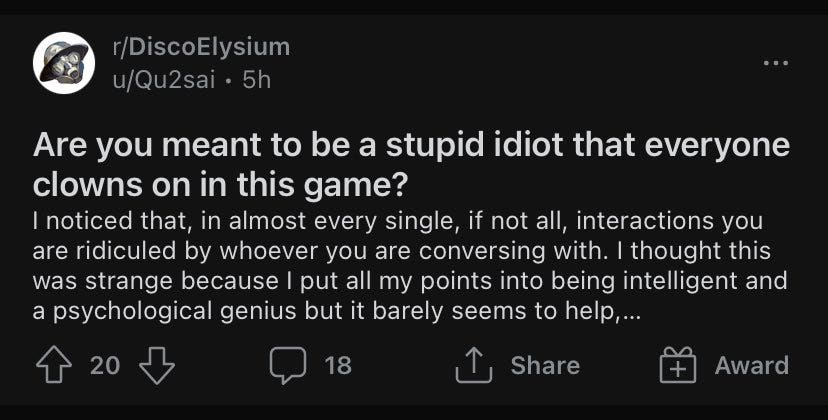 r/DiscoElysium
u/Qu2sai • 5h
Are you meant to be a stupid idiot that everyone
clowns on in this game?
I noticed that, in almost every single, if not all, interactions you
are ridiculed by whoever you are conversing with. I thought this
was strange because I put all my points into being intelligent and
a psychological genius but it barely seems to help,...
20 18 Share Award